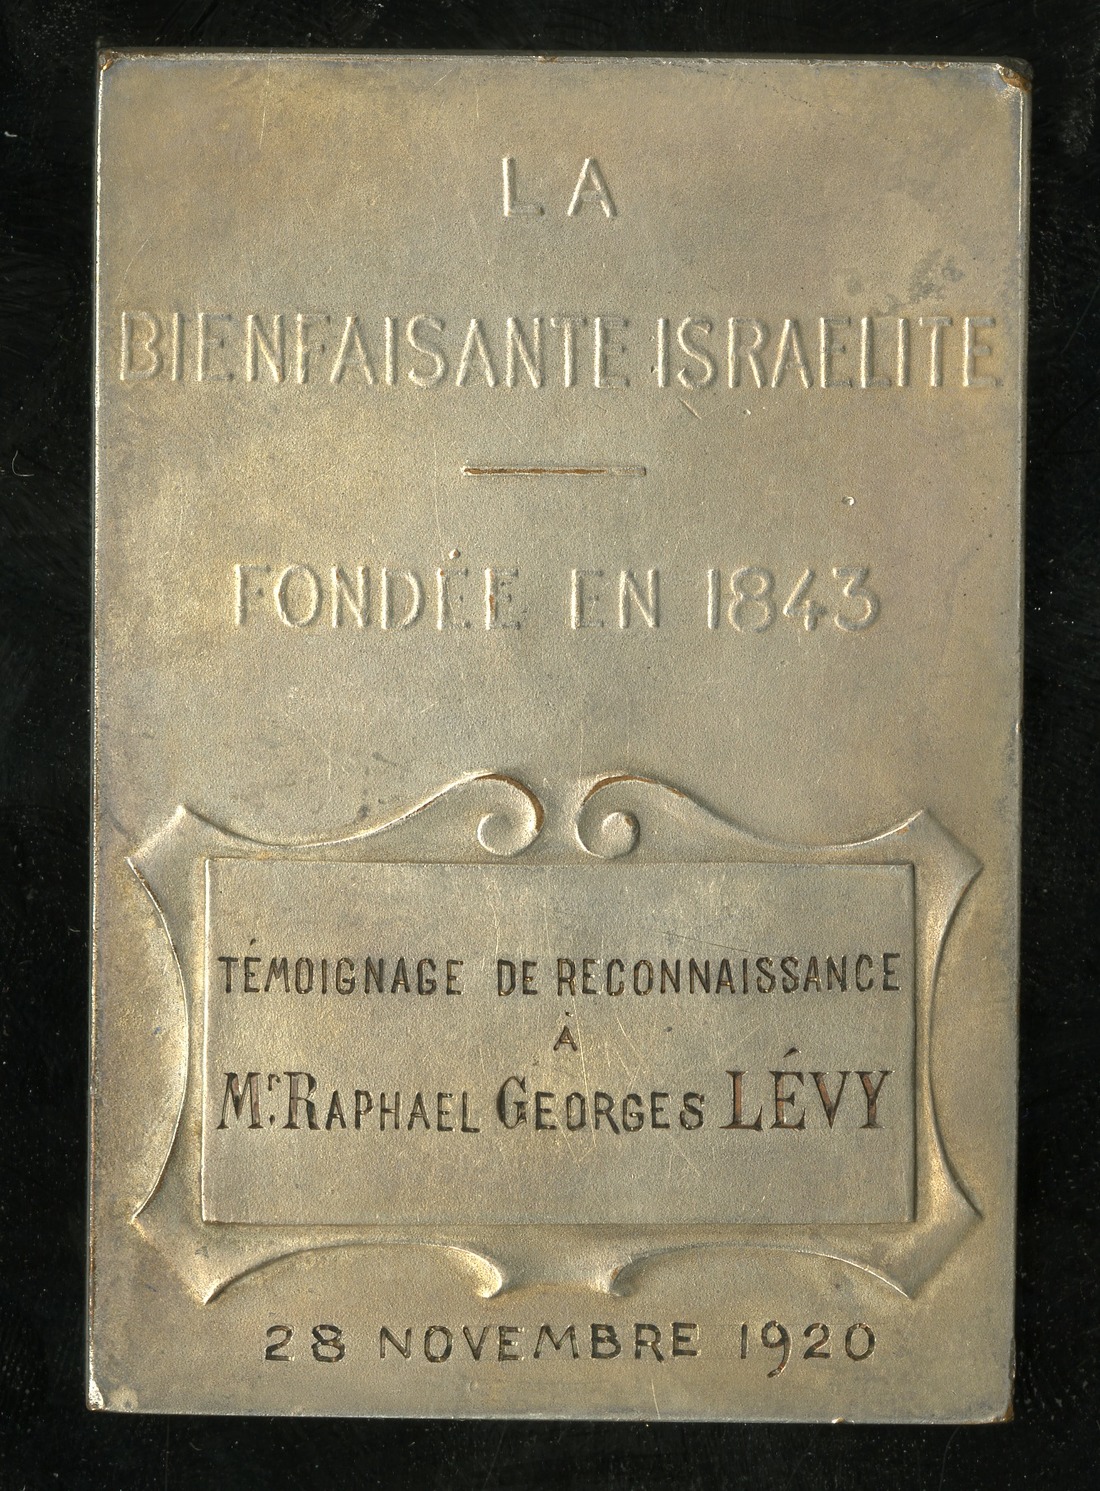 LA
BIENFAISANTE ISRAELITE
FONDÉE EN 1843
TÉMOIGNAGE DE RECONNAISSANCE
À
Mr. RAPHAEL GEORGES LÉVY
28 NOVEMBRE 1920